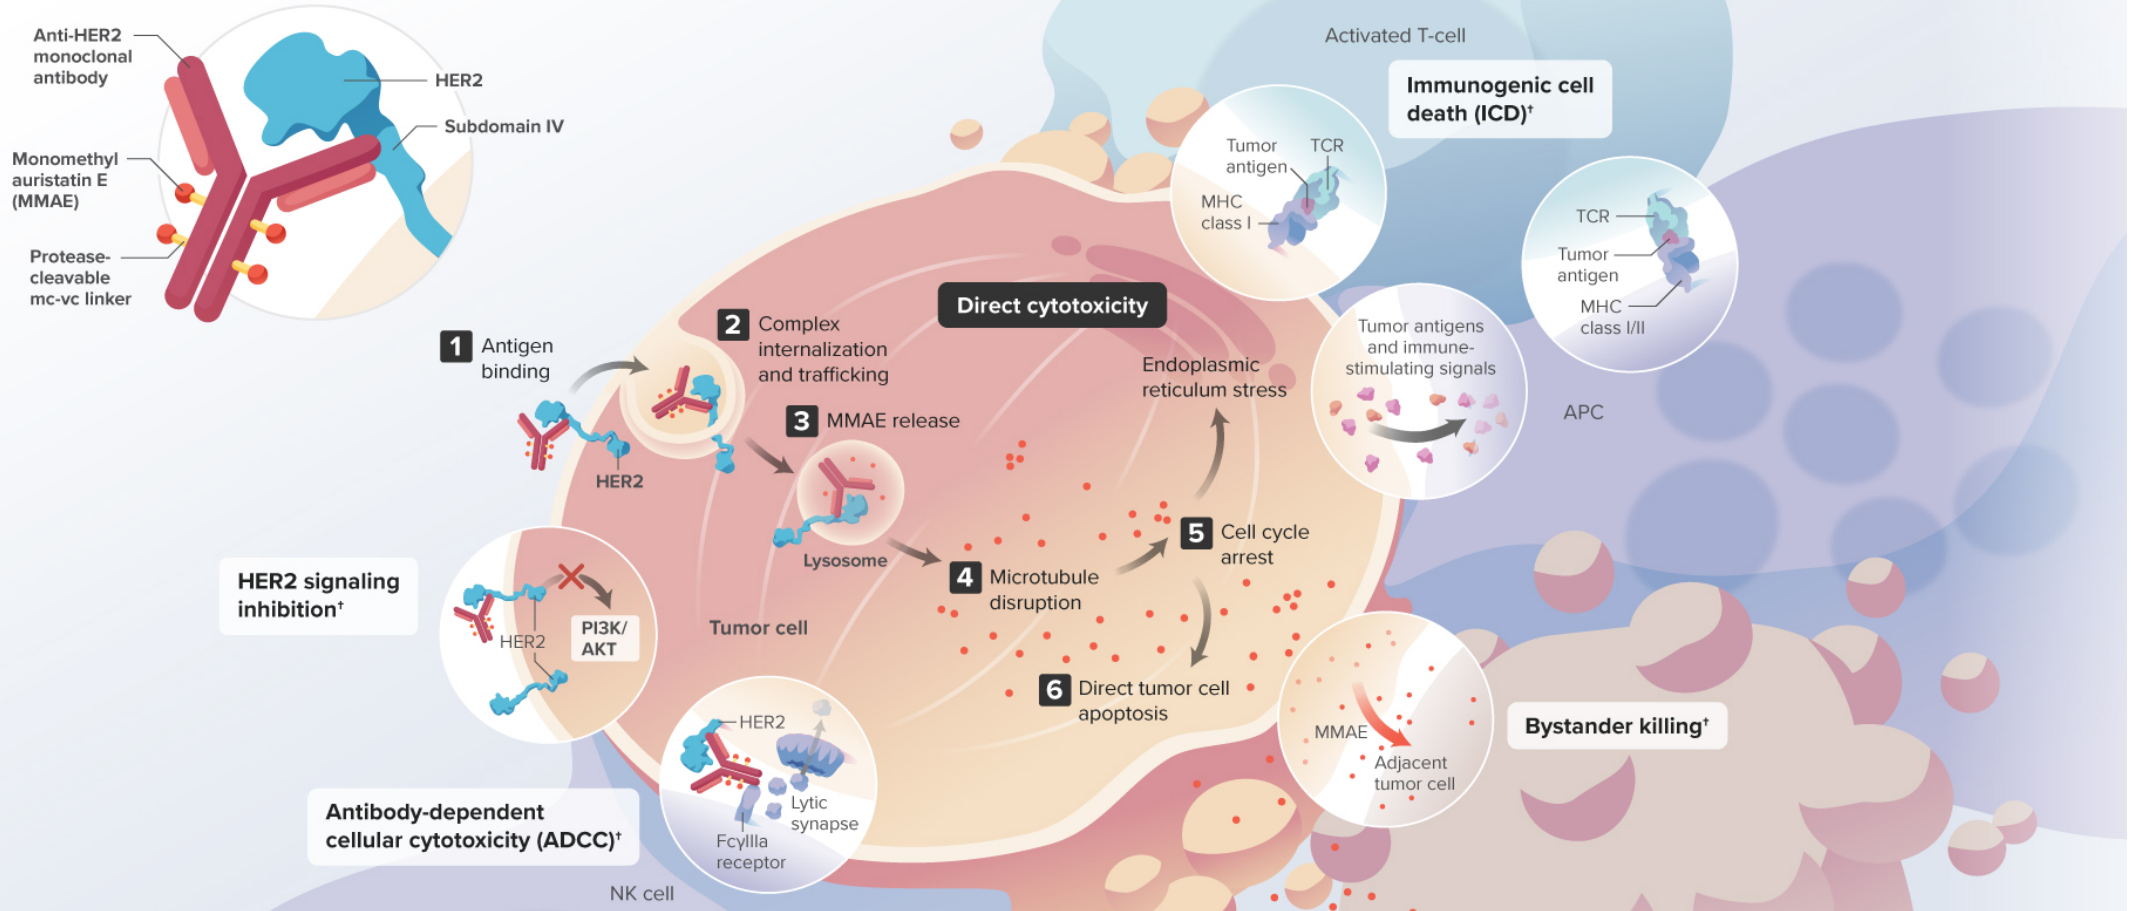 Anti-HER2
monoclonal
antibody
HER2
Subdomain IV
Monomethyl
auristatin E
(MMAE)
Protease-
cleavable
mc-vc linker
Activated T-cell
Immunogenic cell
death (ICD)†
Tumor
antigen
TCR
MHC
class I
TCR
Tumor
antigen
MHC
class I/II
Tumor antigens
and immune-
stimulating signals
APC
Direct cytotoxicity
1 Antigen
binding
HER2
2 Complex
internalization
and trafficking
3 MMAE release
Lysosome
4 Microtubule
disruption
5 Cell cycle
arrest
Endoplasmic
reticulum stress
6 Direct tumor cell
apoptosis
Tumor cell
HER2 signaling
inhibition†
HER2
PI3K/
AKT
Antibody-dependent
cellular cytotoxicity (ADCC)†
HER2
Lytic
synapse
FcγIIIa
receptor
NK cell
MMAE
Adjacent
tumor cell
Bystander killing†